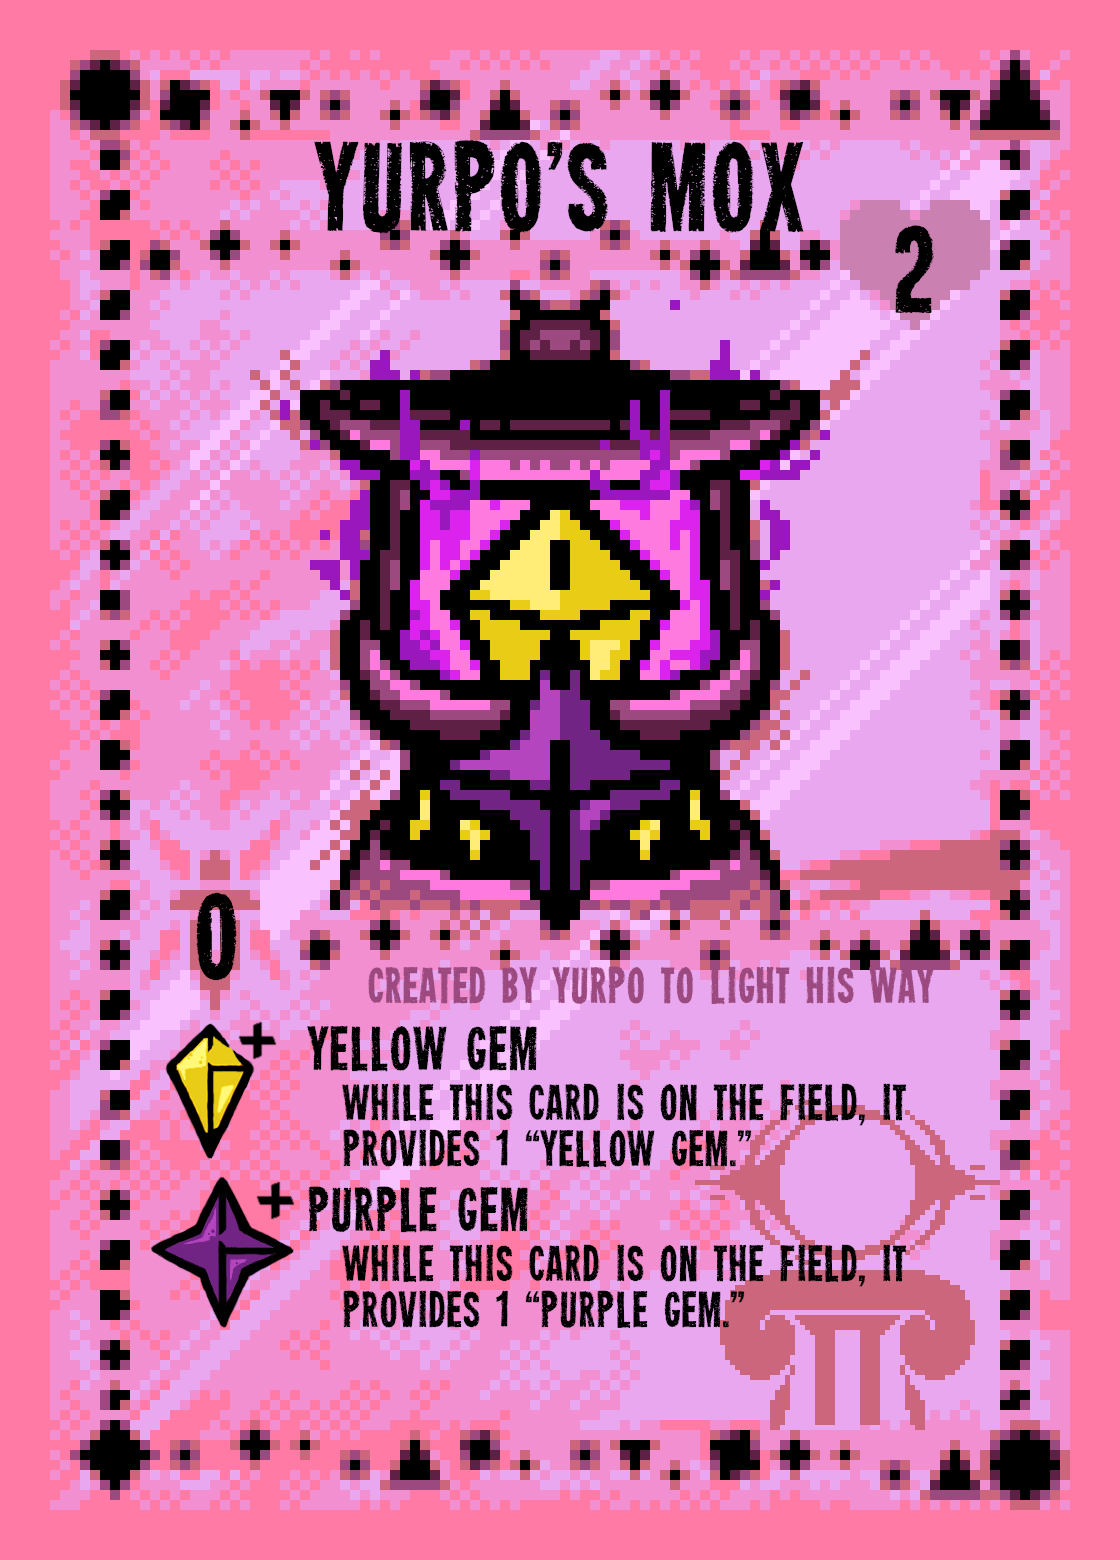 YURPO'S MOX
2
0
CREATED BY YURPO TO LIGHT HIS WAY
YELLOW GEM
WHILE THIS CARD IS ON THE FIELD, IT
PROVIDES 1 “YELLOW GEM.”
PURPLE GEM
WHILE THIS CARD IS ON THE FIELD, IT
PROVIDES 1 “PURPLE GEM.”